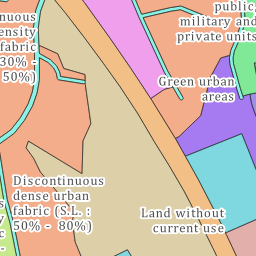 nuous
ensity
fabric
30% -
50%)
public,
military and
private units
Green urban
areas
Discontinuous
dense urban
fabric (S.L. :
50% - 80%)
Land without
current use